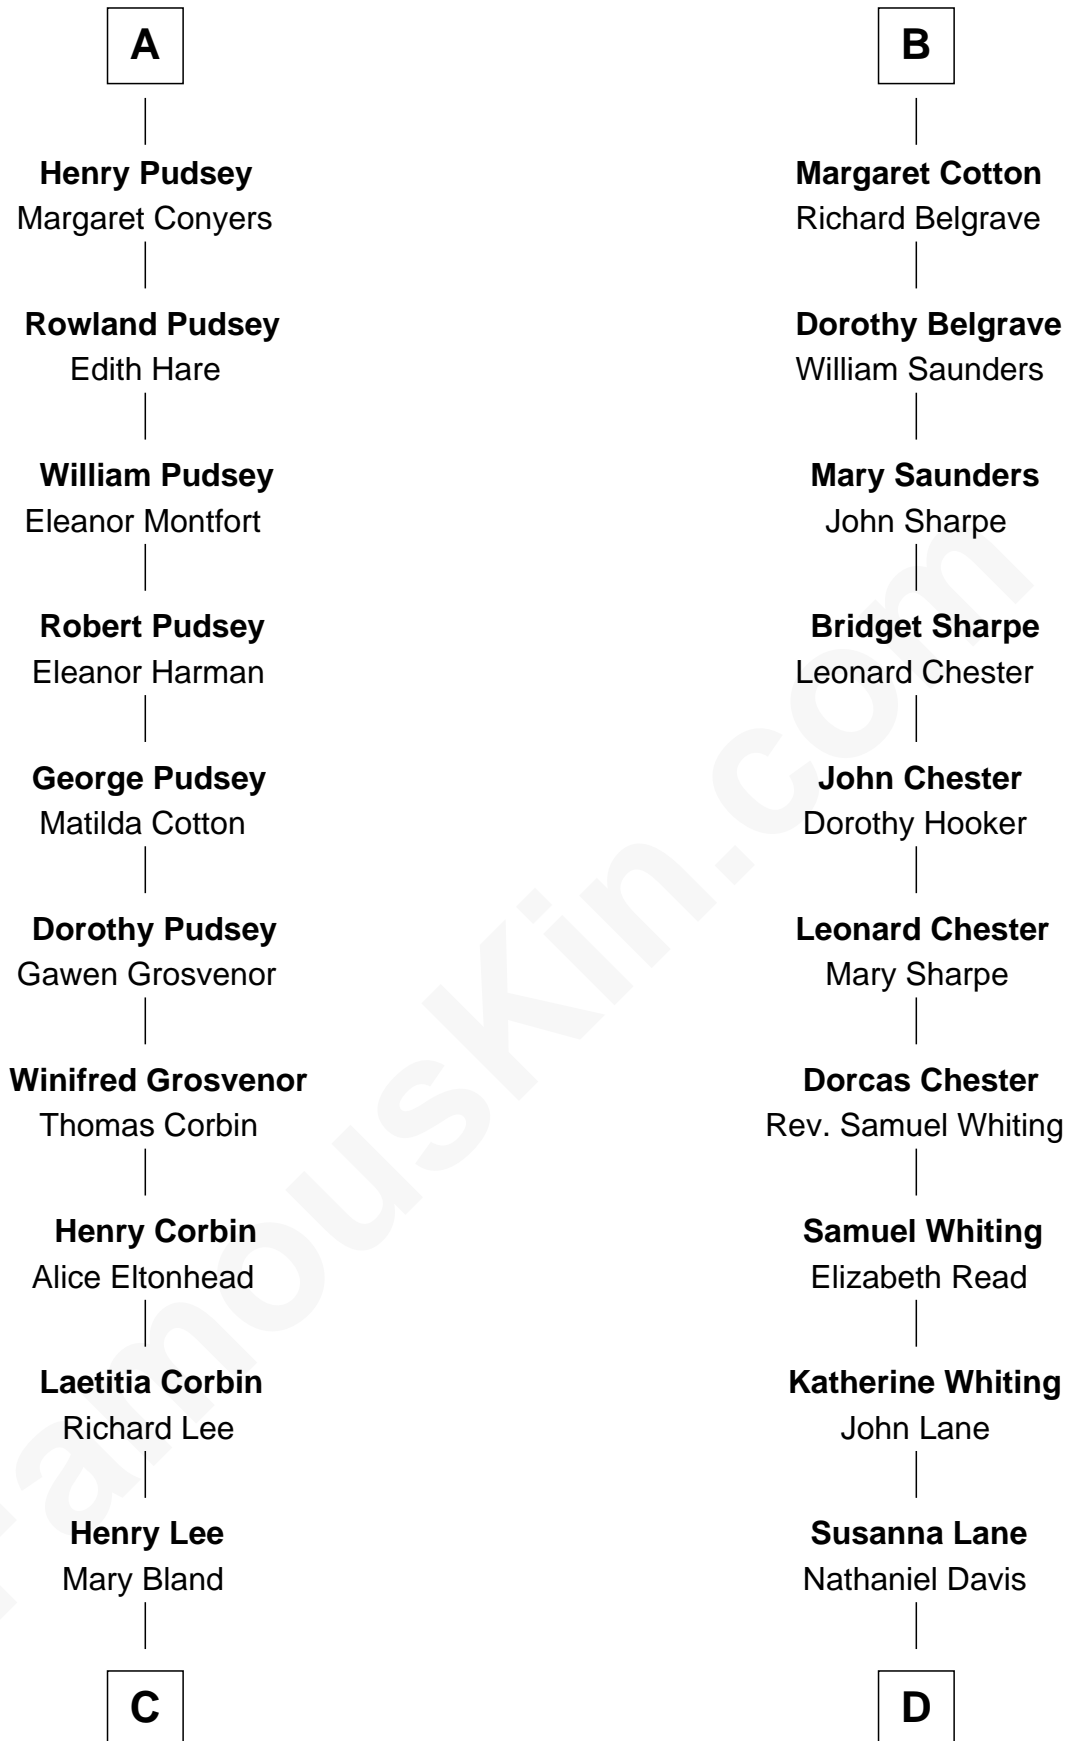 A
Henry Pudsey
Margaret Conyers
Rowland Pudsey
Edith Hare
William Pudsey
Eleanor Montfort
Robert Pudsey
Eleanor Harman
George Pudsey
Matilda Cotton
Dorothy Pudsey
Gawen Grosvenor
Winifred Grosvenor
Thomas Corbin
Henry Corbin
Alice Eltonhead
Laetitia Corbin
Richard Lee
Henry Lee
Mary Bland
C
B
Margaret Cotton
Richard Belgrave
Dorothy Belgrave
William Saunders
Mary Saunders
John Sharpe
Bridget Sharpe
Leonard Chester
John Chester
Dorothy Hooker
Leonard Chester
Mary Sharpe
Dorcas Chester
Rev. Samuel Whiting
Samuel Whiting
Elizabeth Read
Katherine Whiting
John Lane
Susanna Lane
Nathaniel Davis
D
FamousKin.com